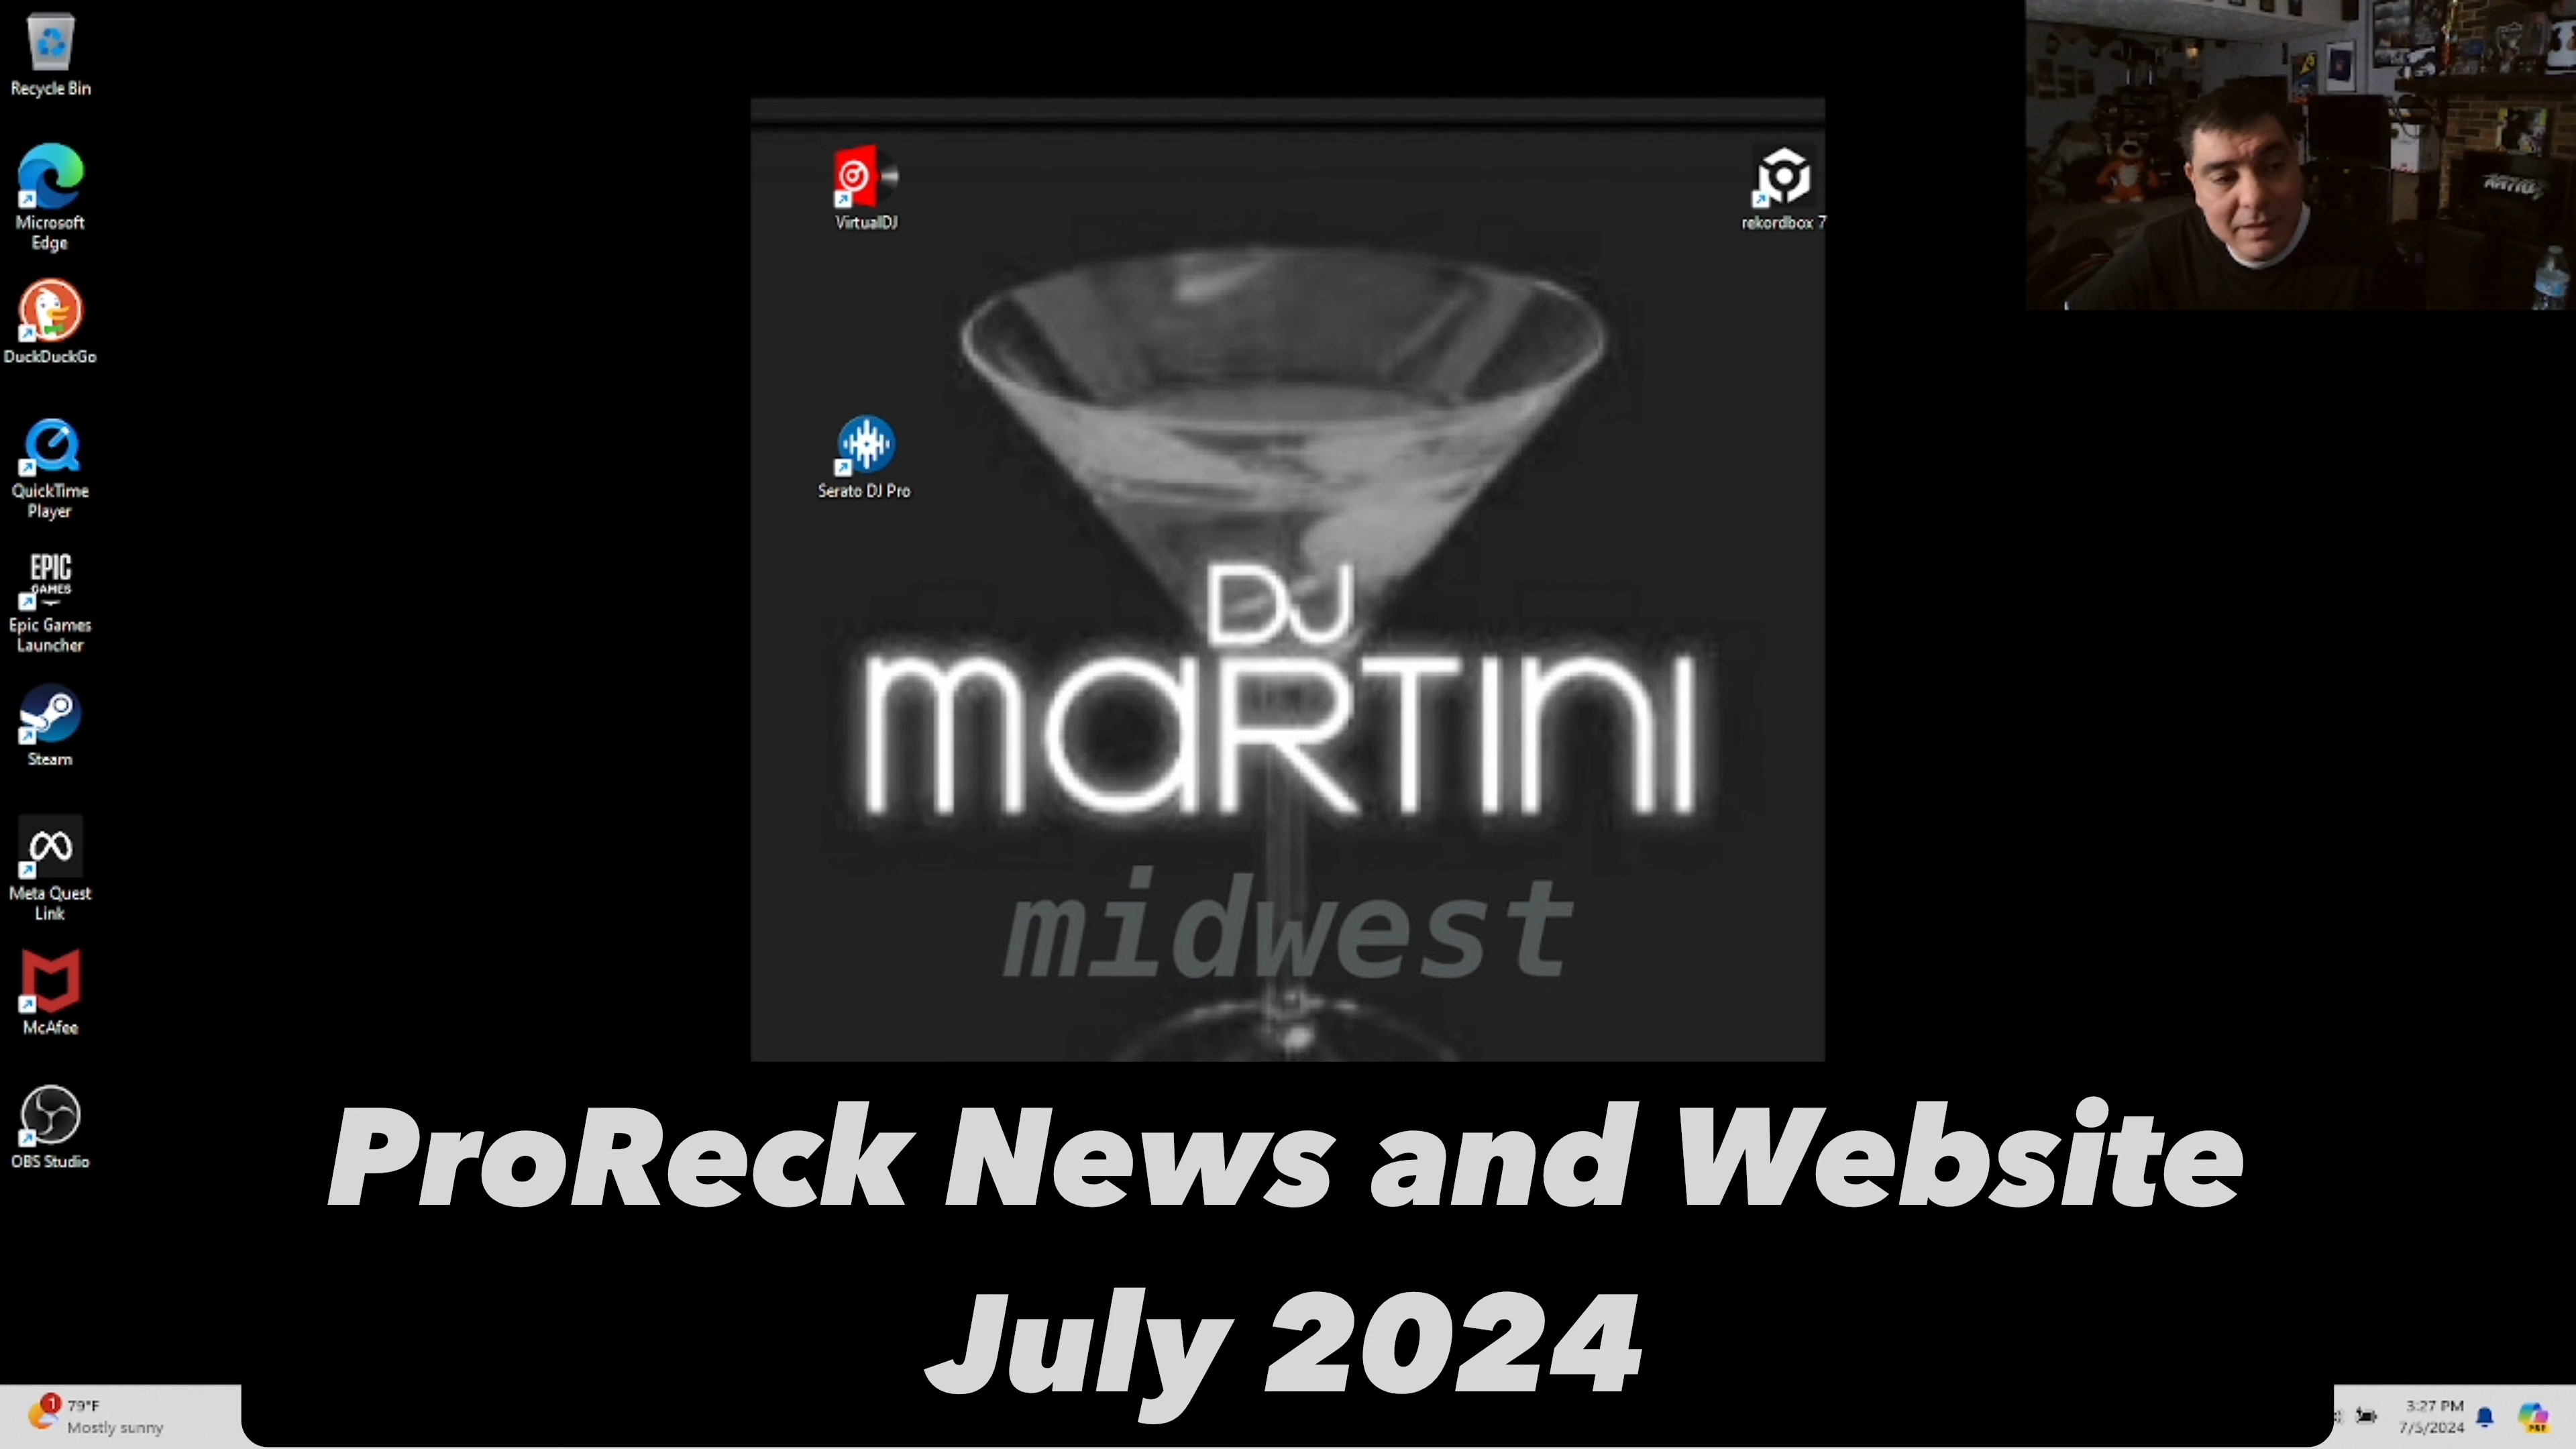 Recycle Bin
Microsoft
Edge
DuckDuckGo
QuickTime
Player
EPIC
GAMES
Epic Games
Launcher
Steam
Meta Quest
Link
McAfee
OBS Studio
VirtualDJ
rekordbox 7
Serato DJ Pro
DJ
maRTini
midwest
ProReck News and Website
July 2024
1
79°F
Mostly sunny
3:27 PM
7/5/2024